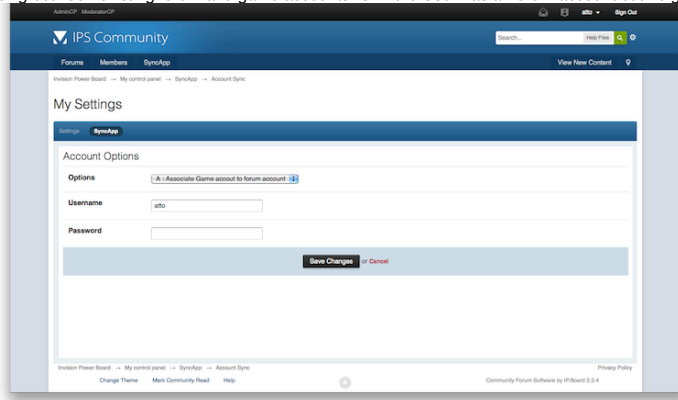 AdminCP ModeratorCP atto Sign Out
IPS Community
Search... Help Files
Forums Members SyncApp View New Content
Invision Power Board → My control panel → SyncApp → Account Sync
My Settings
Settings SyncApp
Account Options
Options A : Associate Game accout to forum account
Username atto
Password
Save Changes or Cancel
Invision Power Board → My control panel → SyncApp → Account Sync Privacy Policy
Change Theme Mark Community Read Help Community Forum Software by IP.Board 3.3.4